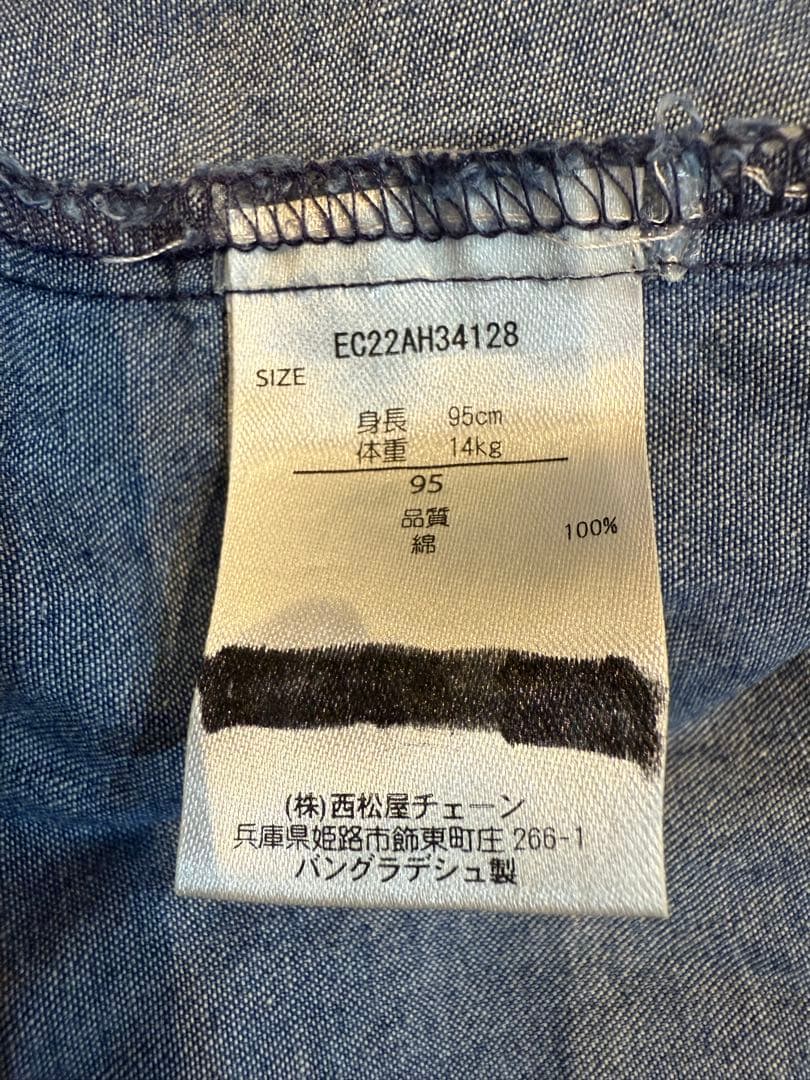 EC22AH34128
SIZE
身長 95cm
体重 14kg
95
品質
綿 100%
(株)西松屋チェーン
兵庫県姫路市飾東町庄 266-1
バングラデシュ製